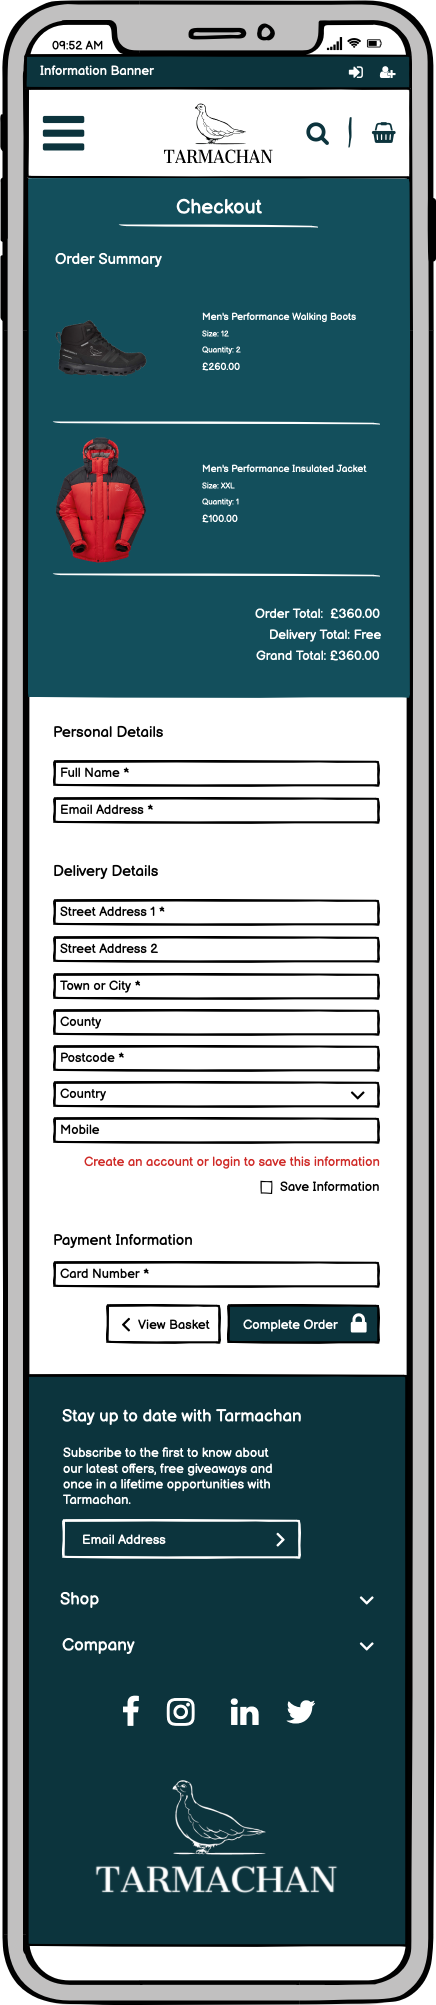 09:52 AM
Information Banner
TARMACHAN
Checkout
Order Summary
Men's Performance Walking Boots
Size: 12
Quantity: 2
£260.00
Men's Performance Insulated Jacket
Size: XXL
Quantity: 1
£100.00
Order Total: £360.00
Delivery Total: Free
Grand Total: £360.00
Personal Details
Full Name *
Email Address *
Delivery Details
Street Address 1 *
Street Address 2
Town or City *
County
Postcode *
Country
Mobile
Create an account or login to save this information
Save Information
Payment Information
Card Number *
View Basket
Complete Order
Stay up to date with Tarmachan
Subscribe to the first to know about
our latest offers, free giveaways and
once in a lifetime opportunities with
Tarmachan.
Email Address
Shop
Company
TARMACHAN